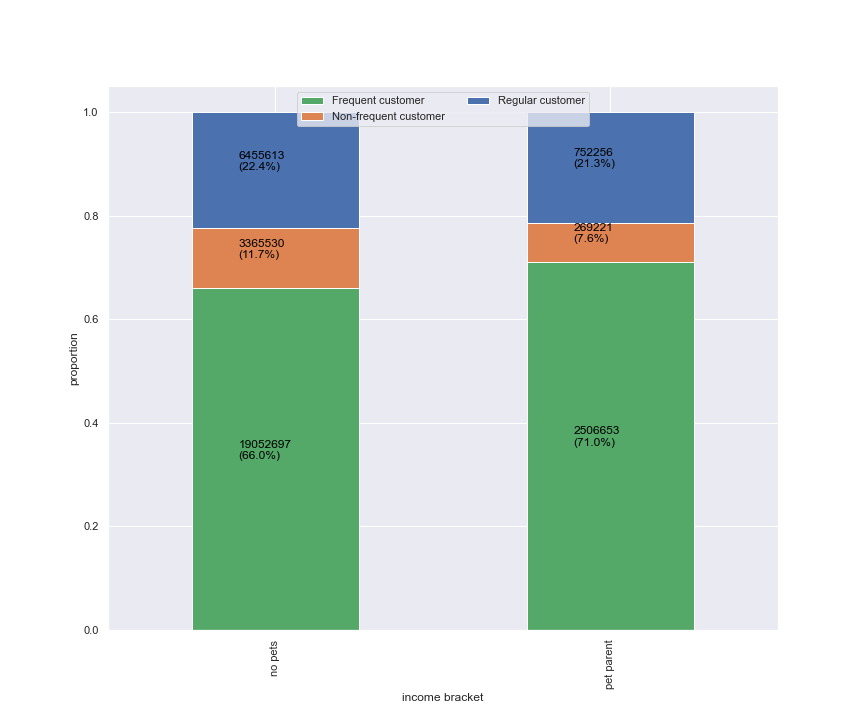 Frequent customer
Non-frequent customer
Regular customer
1.0
0.8
0.6
0.4
0.2
0.0
proportion
6455613
(22.4%)
3365530
(11.7%)
19052697
(66.0%)
752256
(21.3%)
269221
(7.6%)
2506653
(71.0%)
no pets
pet parent
income bracket